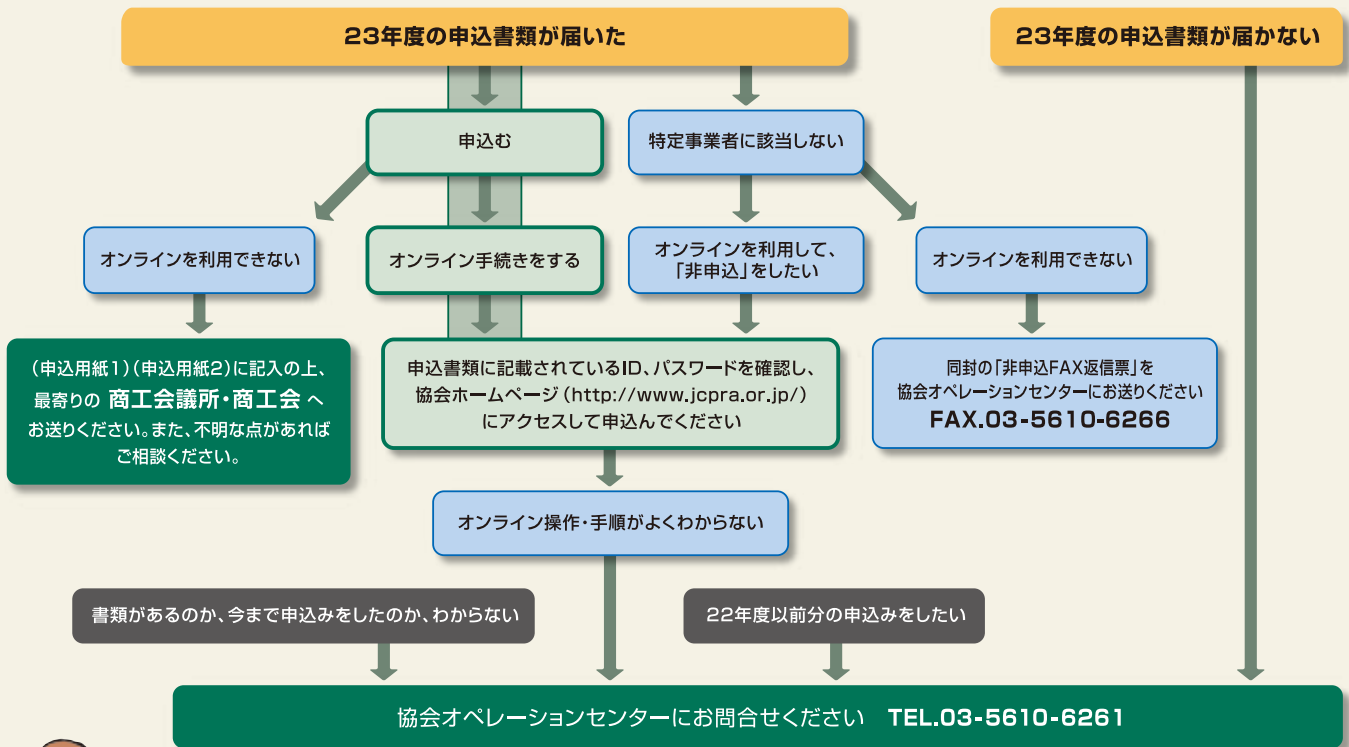 23年度の申込書類が届いた
23年度の申込書類が届かない
申込む
特定事業者に該当しない
オンラインを利用できない
オンライン手続きをする
オンラインを利用して、
「非申込」をしたい
オンラインを利用できない
(申込用紙1)(申込用紙2)に記入の上、
最寄りの 商工会議所・商工会 へ
お送りください。また、不明な点があれば
ご相談ください。
申込書類に記載されているID、パスワードを確認し、
協会ホームページ(http://www.jcpra.or.jp/)
にアクセスして申込んでください
同封の「非申込FAX返信票」を
協会オペレーションセンターにお送りください
FAX.03-5610-6266
オンライン操作・手順がよくわからない
書類があるのか、今まで申込みをしたのか、わからない
22年度以前分の申込みをしたい
協会オペレーションセンターにお問合せください TEL.03-5610-6261